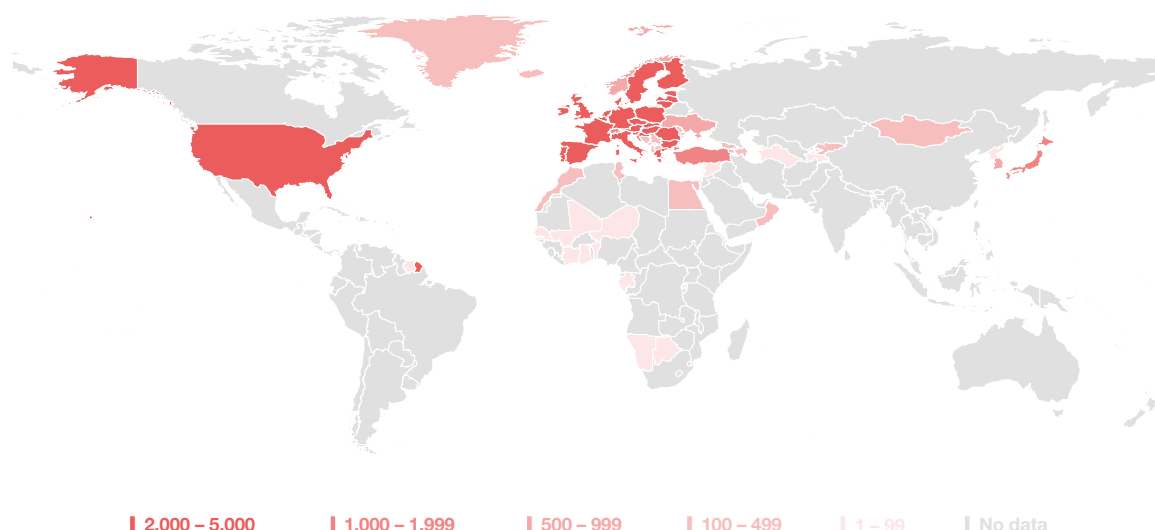 2,000 – 5,000
1,000 – 1,999
500 – 999
100 – 499
1 – 99
No data